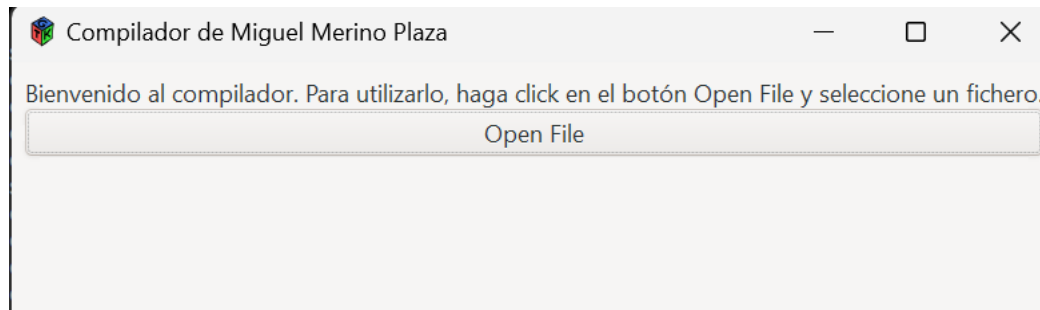 Compilador de Miguel Merino Plaza
Bienvenido al compilador. Para utilizarlo, haga click en el botón Open File y seleccione un fichero.
Open File